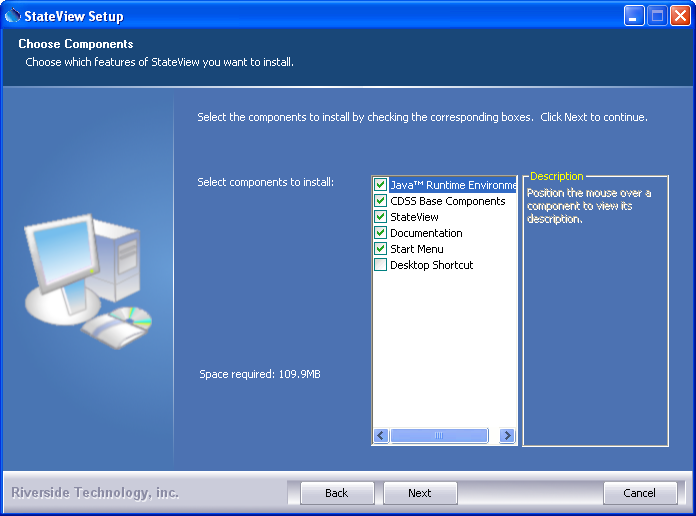 StateView Setup
Choose Components
Choose which features of StateView you want to install.
Select the components to install by checking the corresponding boxes.  Click Next to continue.
Select components to install:
Java™ Runtime Environme
CDSS Base Components
StateView
Documentation
Start Menu
Desktop Shortcut
Description
Position the mouse over a
component to view its
description.
Space required: 109.9MB
Riverside Technology, inc.
Back
Next
Cancel